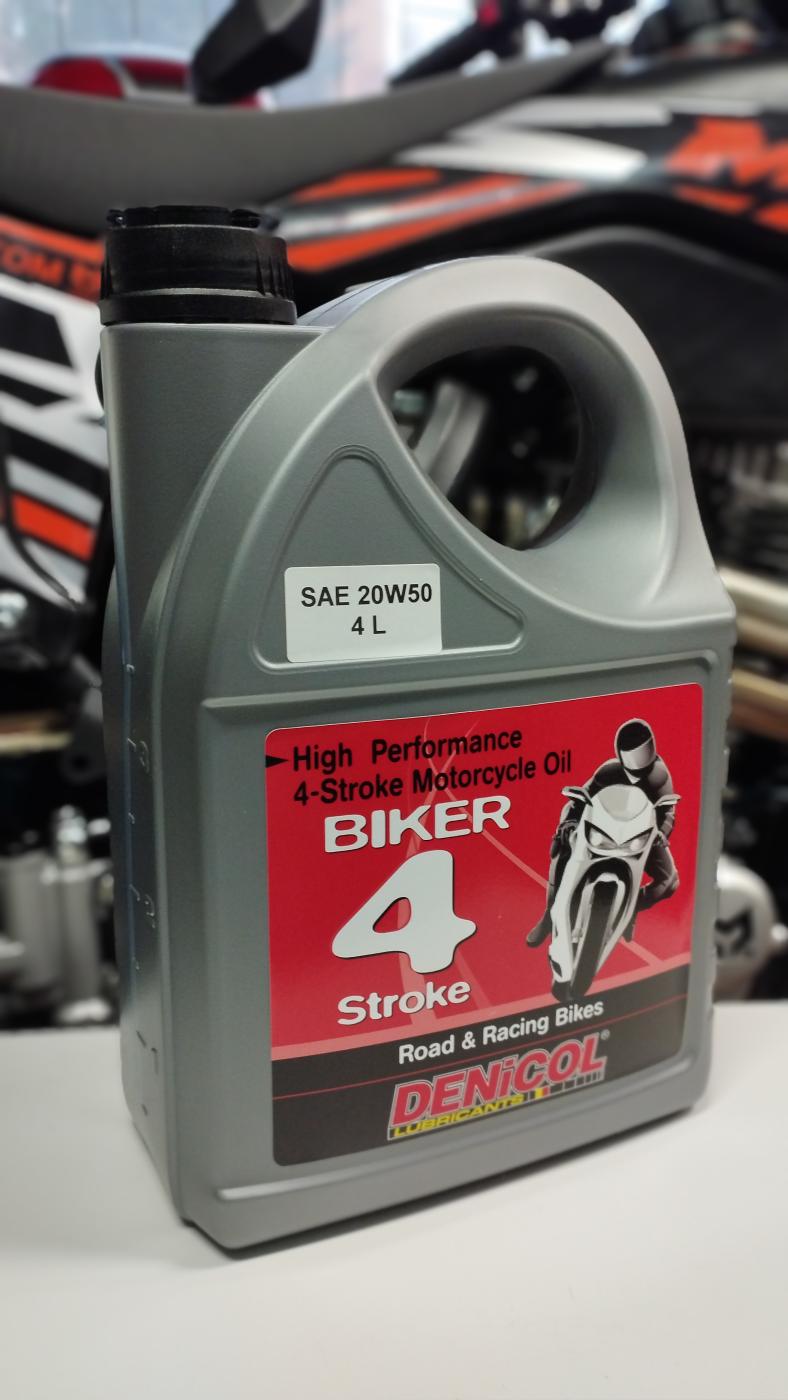 SAE 20W50
4 L
High Performance
4-Stroke Motorcycle Oil
BIKER
4
Stroke
Road & Racing Bikes
DENiCOL®
LUBRICANTS